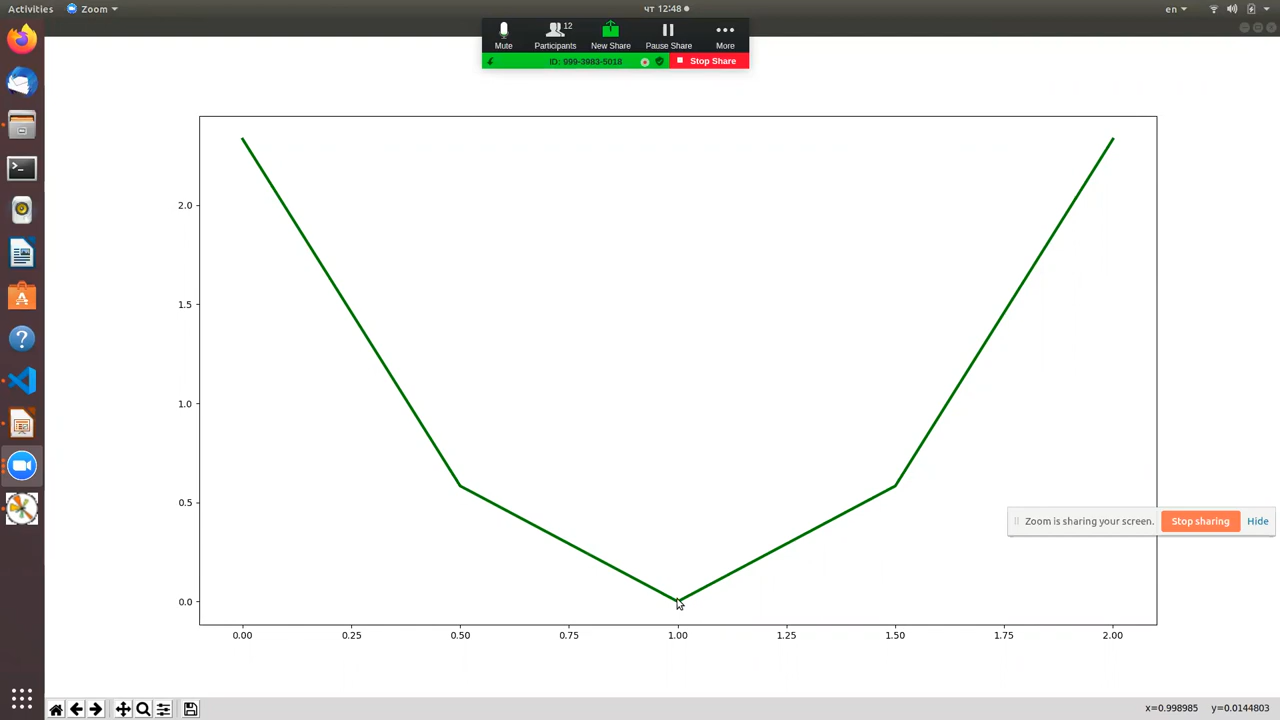 Activities Zoom чт 12:48 en
12
Mute Participants New Share Pause Share More
ID: 999-3983-5018 Stop Share
2.0
1.5
1.0
0.5
0.0
0.00 0.25 0.50 0.75 1.00 1.25 1.50 1.75 2.00
Zoom is sharing your screen. Stop sharing Hide
x=0.998985 y=0.0144803